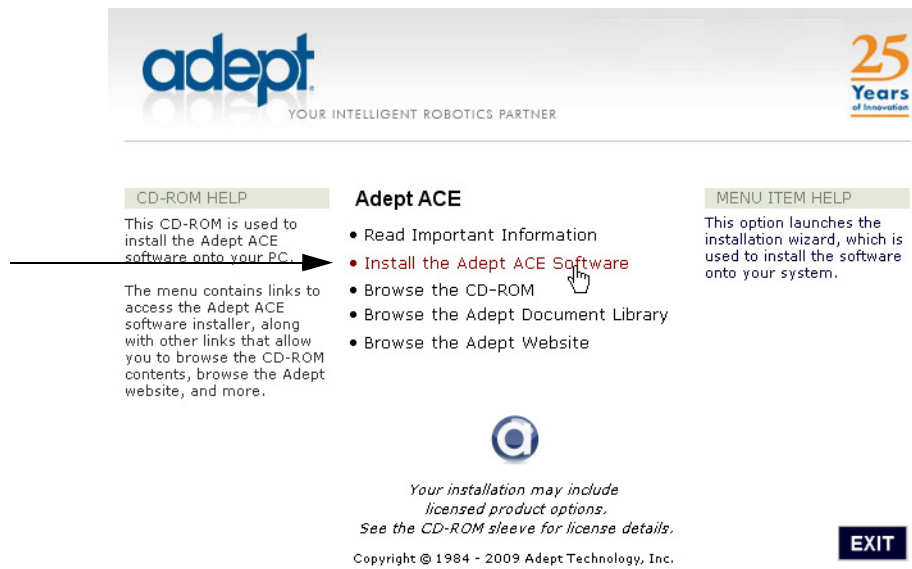 adept
YOUR INTELLIGENT ROBOTICS PARTNER
25
Years
of Innovation
CD-ROM HELP
This CD-ROM is used to
install the Adept ACE
software onto your PC.
The menu contains links to
access the Adept ACE
software installer, along
with other links that allow
you to browse the CD-ROM
contents, browse the Adept
website, and more.
Adept ACE
• Read Important Information
• Install the Adept ACE Software
• Browse the CD-ROM
• Browse the Adept Document Library
• Browse the Adept Website
MENU ITEM HELP
This option launches the
installation wizard, which is
used to install the software
onto your system.
a
Your installation may include
licensed product options.
See the CD-ROM sleeve for license details.
Copyright © 1984 - 2009 Adept Technology, Inc.
EXIT